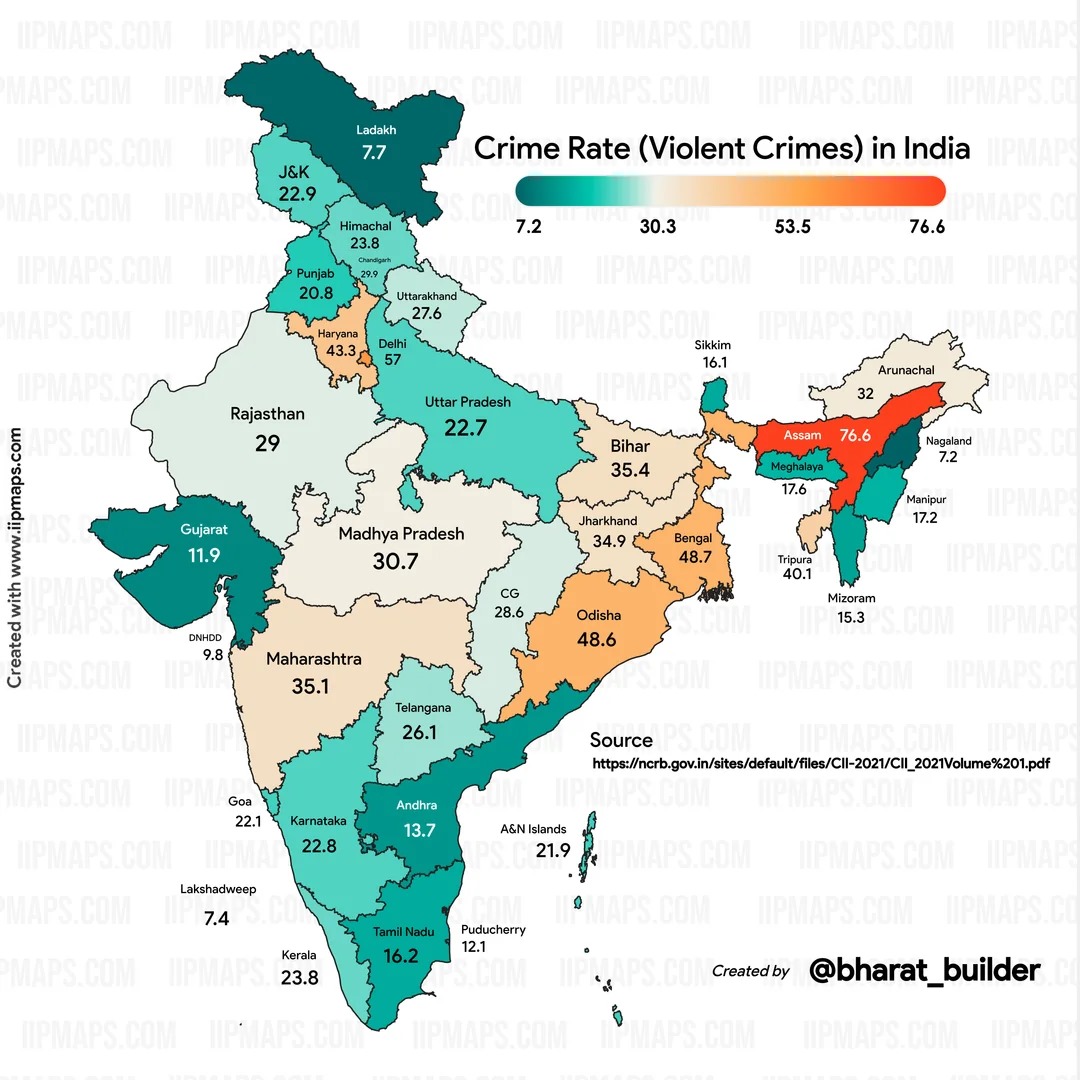 Crime Rate (Violent Crimes) in India
7.2 30.3 53.5 76.6
Ladakh
7.7
J&K
22.9
Himachal
23.8
Chandigarh
29.9
Punjab
20.8
Uttarakhand
27.6
Haryana
43.3
Delhi
57
Sikkim
16.1
Arunachal
32
Rajasthan
29
Uttar Pradesh
22.7
Bihar
35.4
Assam 76.6
Nagaland
7.2
Meghalaya
17.6
Manipur
17.2
Gujarat
11.9
Madhya Pradesh
30.7
Jharkhand
34.9
Bengal
48.7
Tripura
40.1
Mizoram
15.3
CG
28.6
Odisha
48.6
DNHDD
9.8
Maharashtra
35.1
Telangana
26.1
Source
https://ncrb.gov.in/sites/default/files/CII-2021/CII_2021Volume%201.pdf
Goa
22.1
Karnataka
22.8
Andhra
13.7
A&N Islands
21.9
Lakshadweep
7.4
Tamil Nadu
16.2
Puducherry
12.1
Kerala
23.8
Created by @bharat_builder
Created with www.iipmaps.com
IIPMAPS.COM